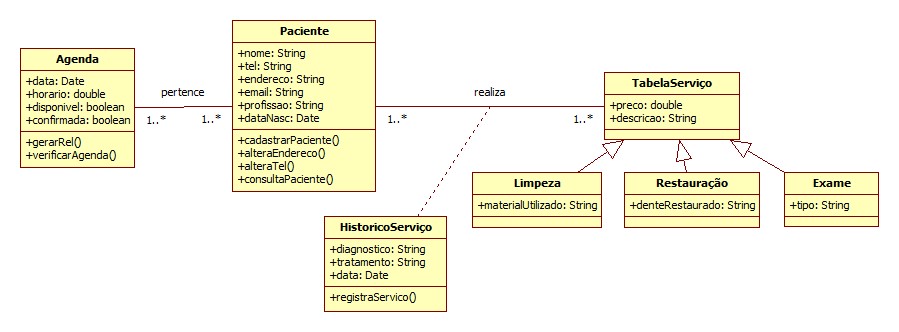 Agenda
+data: Date
+horario: double
+disponivel: boolean
+confirmada: boolean
+gerarRel()
+verificarAgenda()
pertence
1..*
1..*
Paciente
+nome: String
+tel: String
+endereco: String
+email: String
+profissao: String
+dataNasc: Date
+cadastrarPaciente()
+alteraEndereco()
+alteraTel()
+consultaPaciente()
realiza
1..*
1..*
TabelaServiço
+preco: double
+descricao: String
Limpeza
+materialUtilizado: String
Restauração
+denteRestaurado: String
Exame
+tipo: String
HistoricoServiço
+diagnostico: String
+tratamento: String
+data: Date
+registraServico()